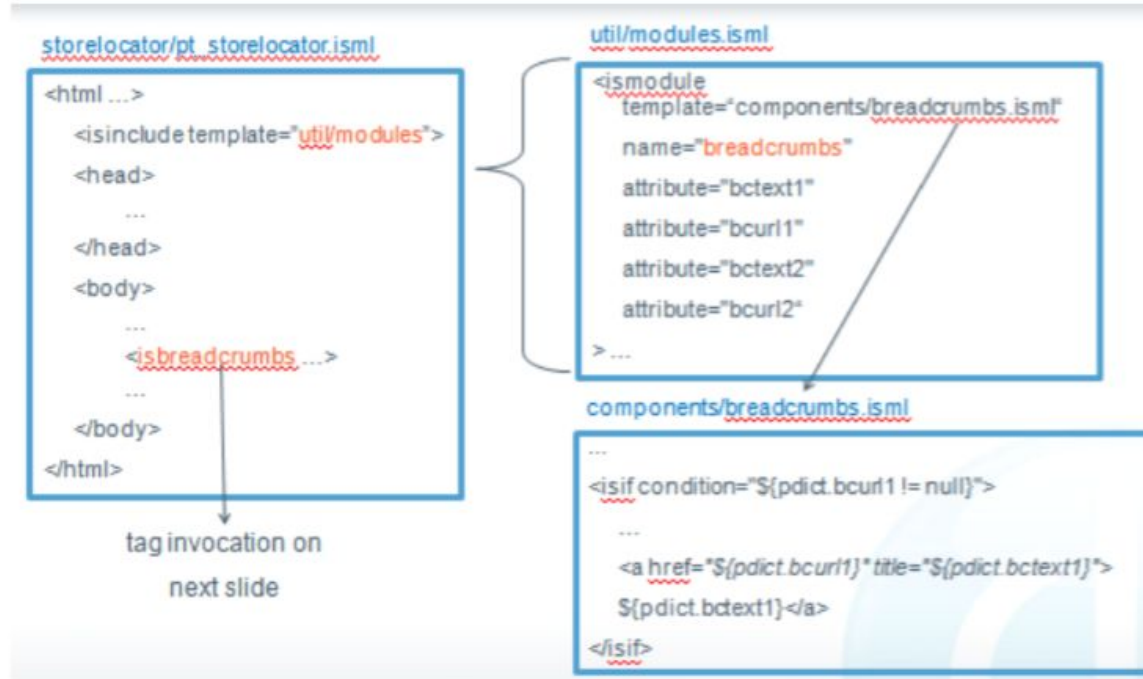 storelocator/pt_storelocator.isml
<html ...>
<isinclude template="util/modules">
<head>
...
</head>
<body>
...
<isbreadcrumbs ...>
...
</body>
</html>
tag invocation on
next slide
util/modules.isml
<ismodule
template="components/breadcrumbs.isml"
name="breadcrumbs"
attribute="bctext1"
attribute="bcurl1"
attribute="bctext2"
attribute="bcurl2"
> ...
components/breadcrumbs.isml
...
<isif condition="${pdict.bcurl1 != null}">
...
<a href="${pdict.bcurl1}" title="${pdict.bctext1}">
${pdict.bctext1}</a>
</isif>